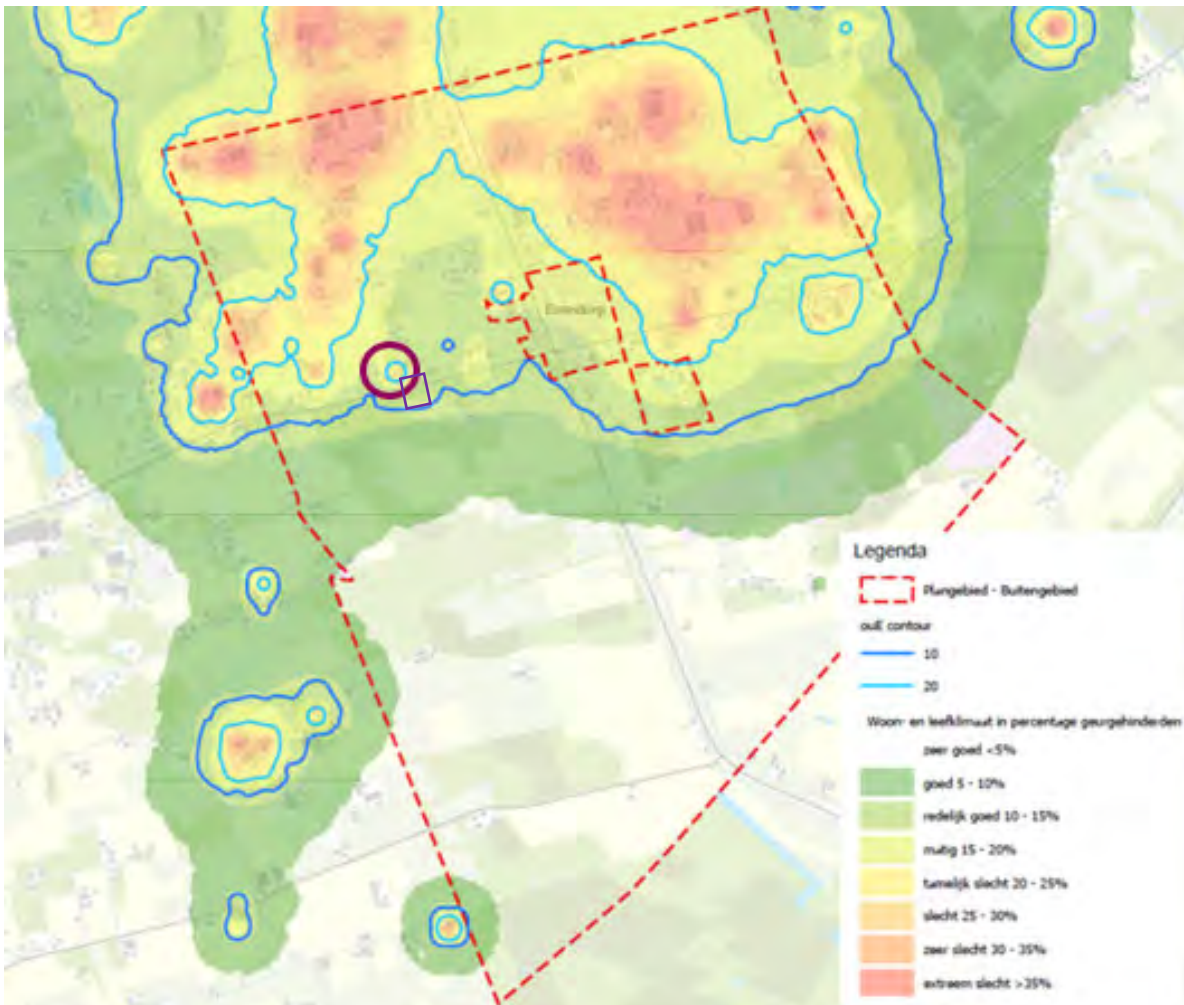 Legenda
Plangebied - Buitengebied
ouE contour
10
20
Woon- en leefklimaat in percentage geurgehinderden
zeer goed <5%
goed 5 - 10%
redelijk goed 10 - 15%
matig 15 - 20%
tamelijk slecht 20 - 25%
slecht 25 - 30%
zeer slecht 30 - 35%
extreem slecht >35%